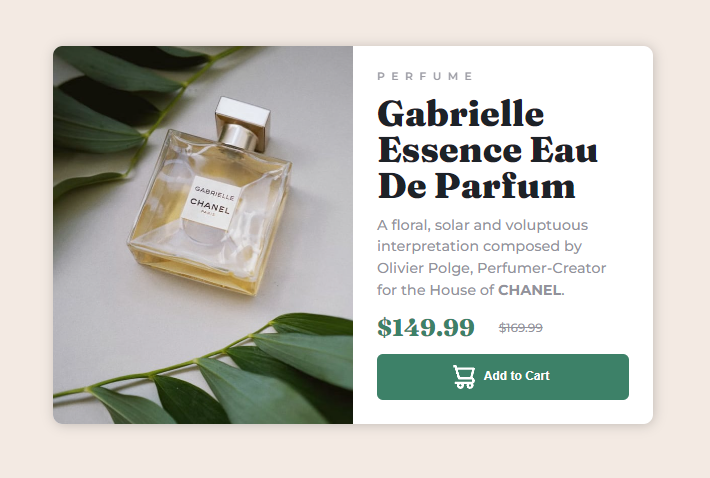 GABRIELLE
CHANEL
PARIS
PERFUME
Gabrielle
Essence Eau
De Parfum
A floral, solar and voluptuous
interpretation composed by
Olivier Polge, Perfumer-Creator
for the House of CHANEL.
$149.99 $169.99
Add to Cart